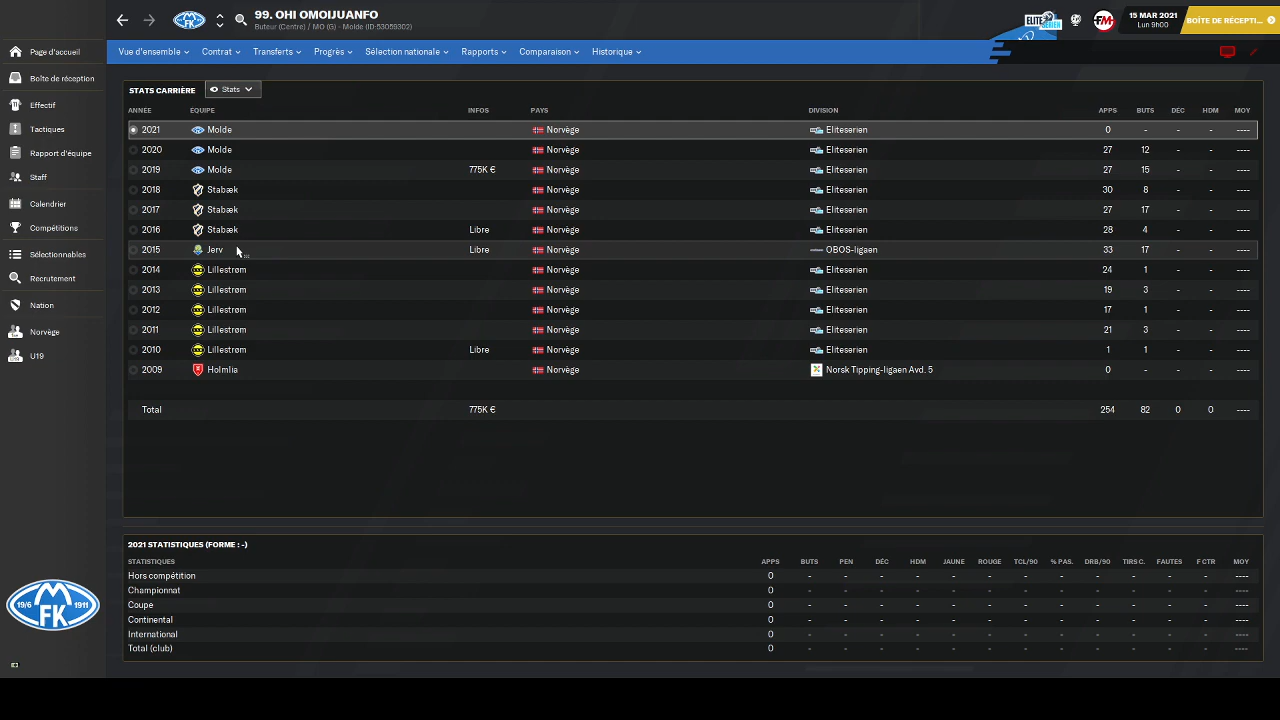 99. OHI OMOIJUANFO
Buteur (Centre) / MO (G) - Molde (ID:53059302)
15 MAR 2021
Lun 9h00
BOÎTE DE RÉCEPTI...
Vue d'ensemble Contrat Transferts Progrès Sélection nationale Rapports Comparaison Historique
Page d'accueil
Boîte de réception
Effectif
Tactiques
Rapport d'équipe
Staff
Calendrier
Compétitions
Sélectionnables
Recrutement
Nation
Norvège
U19
STATS CARRIÈRE Stats
ANNÉE ÉQUIPE INFOS PAYS DIVISION APPS BUTS DÉC HDM MOY
2021 Molde Norvège Eliteserien 0 - - - ----
2020 Molde Norvège Eliteserien 27 12 - - ----
2019 Molde 775K € Norvège Eliteserien 27 15 - - ----
2018 Stabæk Norvège Eliteserien 30 8 - - ----
2017 Stabæk Norvège Eliteserien 27 17 - - ----
2016 Stabæk Libre Norvège Eliteserien 28 4 - - ----
2015 Jerv Libre Norvège OBOS-ligaen 33 17 - - ----
2014 Lillestrøm Norvège Eliteserien 24 1 - - ----
2013 Lillestrøm Norvège Eliteserien 19 3 - - ----
2012 Lillestrøm Norvège Eliteserien 17 1 - - ----
2011 Lillestrøm Norvège Eliteserien 21 3 - - ----
2010 Lillestrøm Libre Norvège Eliteserien 1 1 - - ----
2009 Holmlia Norvège Norsk Tipping-ligaen Avd. 5 0 - - - ----
Total 775K € 254 82 0 0 ----
2021 STATISTIQUES (FORME : -)
STATISTIQUES APPS BUTS PEN DÉC HDM JAUNE ROUGE TCL/90 % PAS. DRB/90 TIRS C. FAUTES F CTR MOY
Hors compétition 0 - - - - - - - - - - - - ----
Championnat 0 - - - - - - - - - - - - ----
Coupe 0 - - - - - - - - - - - - ----
Continental 0 - - - - - - - - - - - - ----
International 0 - - - - - - - - - - - - ----
Total (club) 0 - - - - - - - - - - - - ----
M
19/6 FK 1911